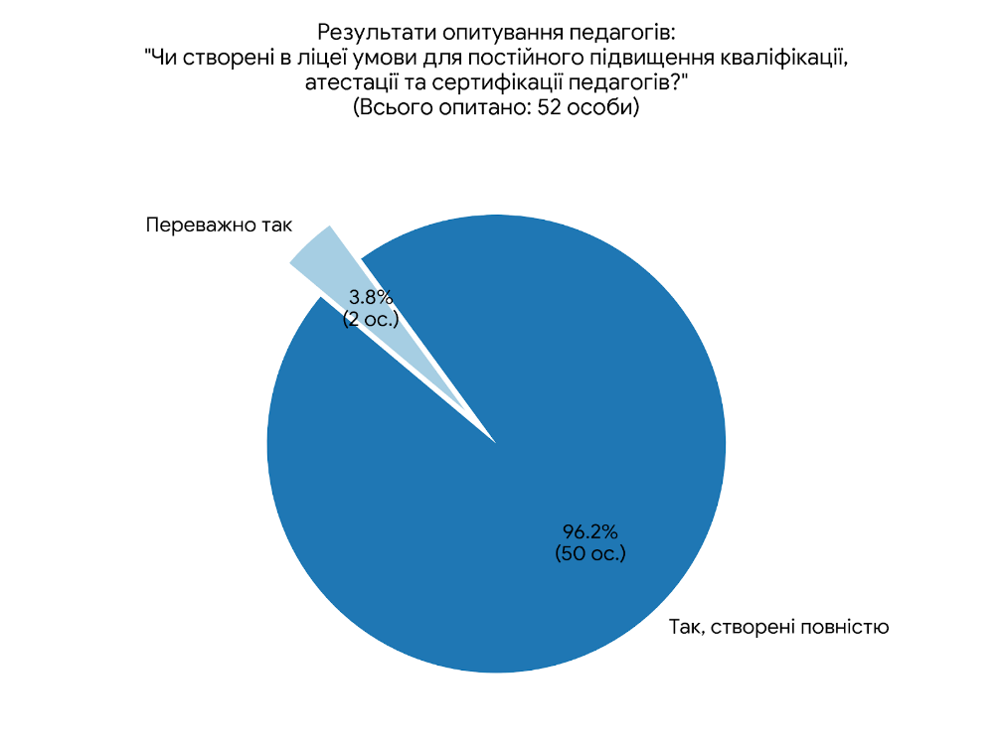 Результати опитування педагогів:
"Чи створені в ліцеї умови для постійного підвищення кваліфікації,
атестації та сертифікації педагогів?"
(Всього опитано: 52 особи)
Переважно так
3.8%
(2 ос.)
96.2%
(50 ос.)
Так, створені повністю